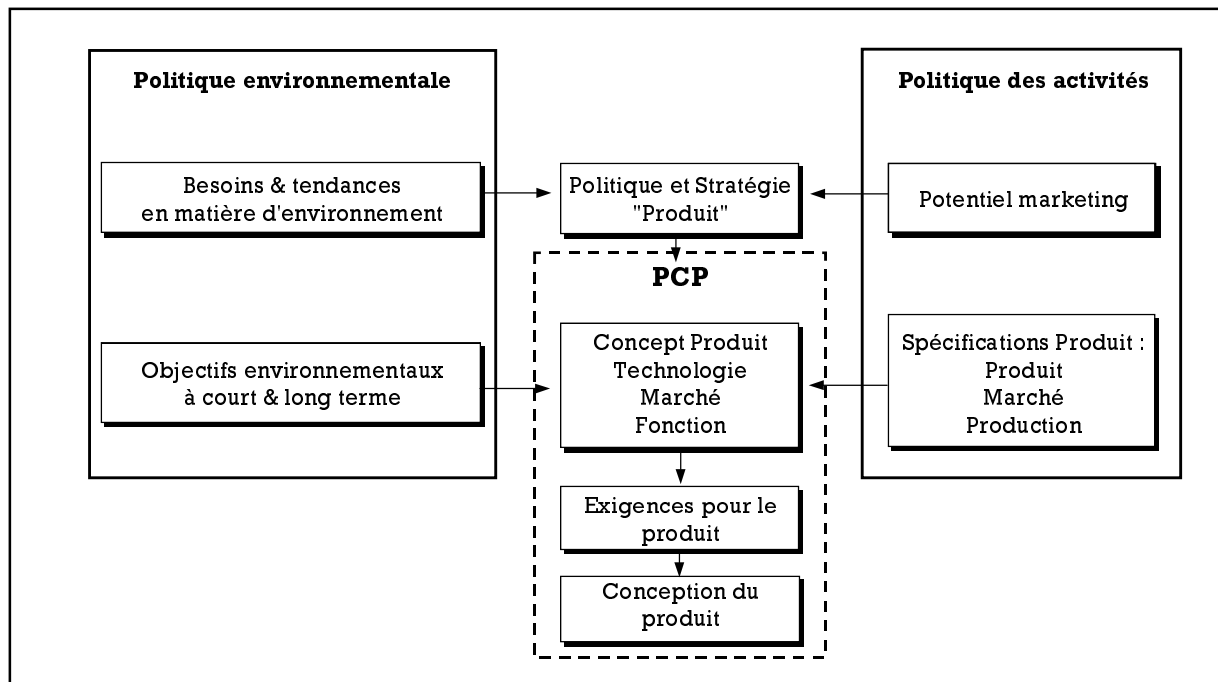 Politique environnementale
Politique des activités
Besoins & tendances
en matière d'environnement
Politique et Stratégie
"Produit"
Potentiel marketing
PCP
Objectifs environnementaux
à court & long terme
Concept Produit
Technologie
Marché
Fonction
Spécifications Produit :
Produit
Marché
Production
Exigences pour le
produit
Conception du
produit